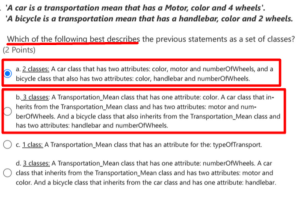 'A car is a transportation mean that has a Motor, color and 4 wheels'.
'A bicycle is a transportation mean that has a handlebar, color and 2 wheels.
Which of the following best describes the previous statements as a set of classes?
(2 Points)
a. 2 classes: A car class that has two attributes: color, motor and numberOfWheels, and a
bicycle class that also has two attributes: color, handlebar and numberOfWheels.
b. 3 classes: A Transportation_Mean class that has one attribute: color. A car class that in-
herits from the Transportation_Mean class and has two attributes: motor and num-
berOfWheels. And a bicycle class that also inherits from the Transportation_Mean class and
has two attributes: handlebar and numberOfWheels.
c. 1 class: A Transportation_Mean class that has an attribute for the: typeOfTransport.
d. 3 classes: A Transportation_Mean class that has one attribute: numberOfWheels. A car
class that inherits from the Transportation_Mean class and has two attributes: motor and
color. And a bicycle class that inherits from the car class and has one attribute: handlebar.